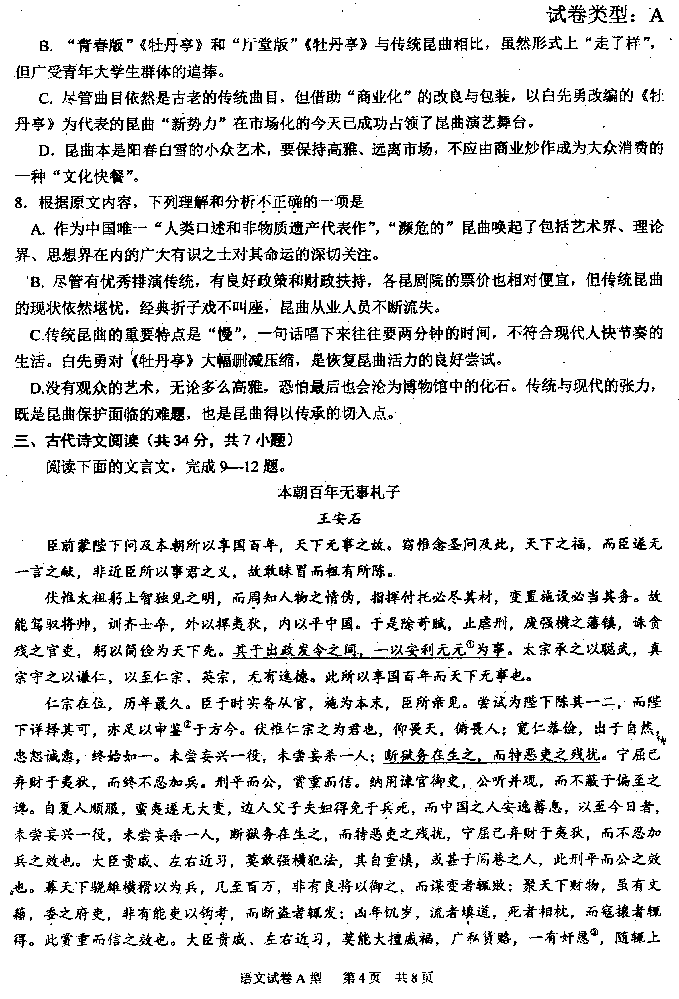 试卷类型：A
B. “青春版”《牡丹亭》和“厅堂版”《牡丹亭》与传统昆曲相比，虽然形式上“走了样”，
但广受青年大学生群体的追捧。
C. 尽管曲目依然是古老的传统曲目，但借助“商业化”的改良与包装，以白先勇改编的《牡
丹亭》为代表的昆曲“新势力”在市场化的今天已成功占领了昆曲演艺舞台。
D. 昆曲本是阳春白雪的小众艺术，要保持高雅、远离市场，不应由商业炒作成为大众消费的
一种“文化快餐”。
8. 根据原文内容，下列理解和分析不正确的一项是
A. 作为中国唯一“人类口述和非物质遗产代表作”，“濒危的”昆曲唤起了包括艺术界、理论
界、思想界在内的广大有识之士对其命运的深切关注。
B. 尽管有优秀排演传统，有良好政策和财政扶持，各昆剧院的票价也相对便宜，但传统昆曲
的现状依然堪忧，经典折子戏不叫座，昆曲从业人员不断流失。
C.传统昆曲的重要特点是“慢”，一句话唱下来往往要两分钟的时间，不符合现代人快节奏的
生活。白先勇对《牡丹亭》大幅删减压缩，是恢复昆曲活力的良好尝试。
D.没有观众的艺术，无论多么高雅，恐怕最后也会沦为博物馆中的化石。传统与现代的张力，
既是昆曲保护面临的难题，也是昆曲得以传承的切入点。
三、古代诗文阅读（共 34 分，共 7 小题）
阅读下面的文言文，完成 9—12 题。
本朝百年无事札子
王安石
臣前蒙陛下问及本朝所以享国百年，天下无事之故。窃惟念圣问及此，天下之福，而臣遂无
一言之献，非近臣所以事君之义，故敢昧冒而粗有所陈。
伏惟太祖躬上智独见之明，而周知人物之情伪，指挥付托必尽其材，变置施设必当其务。故
能驾驭将帅，训齐士卒，外以捍夷狄，内以平中国。于是除苛赋，止虐刑，废强横之藩镇，诛贪
残之官吏，躬以简俭为天下先。其于出政发令之间，一以安利元元①为事。太宗承之以聪武，真
宗守之以谦仁，以至仁宗、英宗，无有逸德。此所以享国百年而天下无事也。
仁宗在位，历年最久。臣于时实备从官，施为本末，臣所亲见。尝试为陛下陈其一二，而陛
下详择其可，亦足以申鉴②于方今。伏惟仁宗之为君也，仰畏天，俯畏人；宽仁恭俭，出于自然，
忠恕诚悫，终始如一。未尝妄兴一役，未尝妄杀一人；断狱务在生之，而特恶吏之残扰。宁屈己
弃财于夷狄，而终不忍加兵。刑平而公，赏重而信。纳用谏官御史，公听并观，而不蔽于偏至之
谗。自夏人顺服，蛮夷遂无大变，边人父子夫妇得免于兵死，而中国之人安逸蕃息，以至今日者，
未尝妄兴一役，未尝妄杀一人，断狱务在生之，而特恶吏之残扰，宁屈己弃财于夷狄，而不忍加
兵之效也。大臣贵戚、左右近习，莫敢强横犯法，其自重慎，或甚于闾巷之人，此刑平而公之效
也。募天下骁雄横猾以为兵，几至百万，非有良将以御之，而谋变者辄败；聚天下财物，虽有文
籍，委之府吏，非有能吏以钩考，而断盗者辄发；凶年饥岁，流者填道，死者相枕，而寇攘者辄
得。此赏重而信之效也。大臣贵戚、左右近习，莫能大擅威福，广私货赂，一有奸慝③，随辄上
语文试卷 A 型 第 4 页 共 8 页